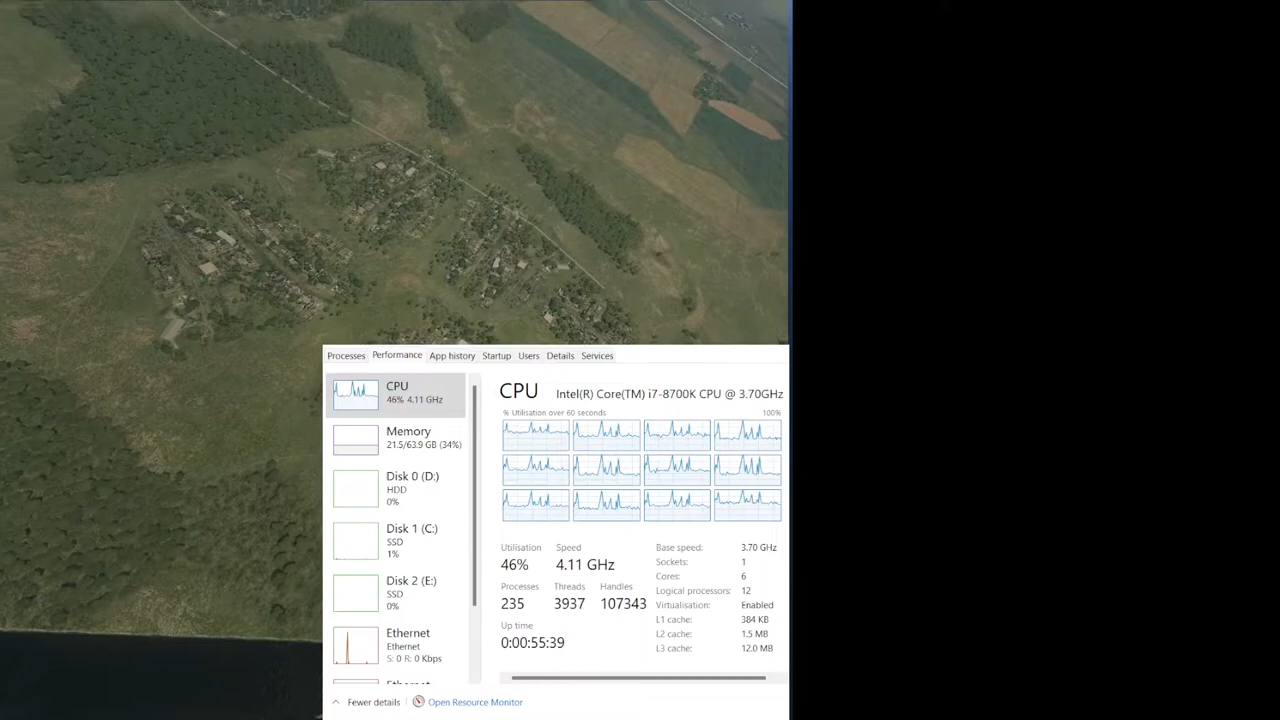 Processes Performance App history Startup Users Details Services
CPU
46% 4.11 GHz
Memory
21.5/63.9 GB (34%)
Disk 0 (D:)
HDD
0%
Disk 1 (C:)
SSD
1%
Disk 2 (E:)
SSD
0%
Ethernet
Ethernet
S: 0 R: 0 Kbps
CPU Intel(R) Core(TM) i7-8700K CPU @ 3.70GHz
% Utilisation over 60 seconds 100%
Utilisation Speed
46% 4.11 GHz
Processes Threads Handles
235 3937 107343
Up time
0:00:55:39
Base speed: 3.70 GHz
Sockets: 1
Cores: 6
Logical processors: 12
Virtualisation: Enabled
L1 cache: 384 KB
L2 cache: 1.5 MB
L3 cache: 12.0 MB
Fewer details Open Resource Monitor